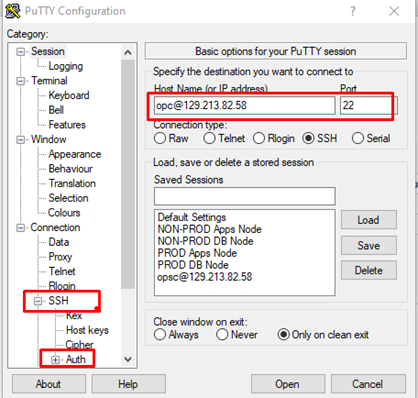 PuTTY Configuration
?
Category:
Session
Logging
Terminal
Keyboard
Bell
Features
Window
Appearance
Behaviour
Translation
Selection
Colours
Connection
Data
Proxy
Telnet
Rlogin
SSH
Kex
Host keys
Cipher
Auth
Basic options for your PuTTY session
Specify the destination you want to connect to
Host Name (or IP address) Port
opc@129.213.82.58 22
Connection type:
Raw Telnet Rlogin SSH Serial
Load, save or delete a stored session
Saved Sessions
Default Settings
NON-PROD Apps Node
NON-PROD DB Node
PROD Apps Node
PROD DB Node
opsc@129.213.82.58
Load
Save
Delete
Close window on exit:
Always Never Only on clean exit
About Help Open Cancel